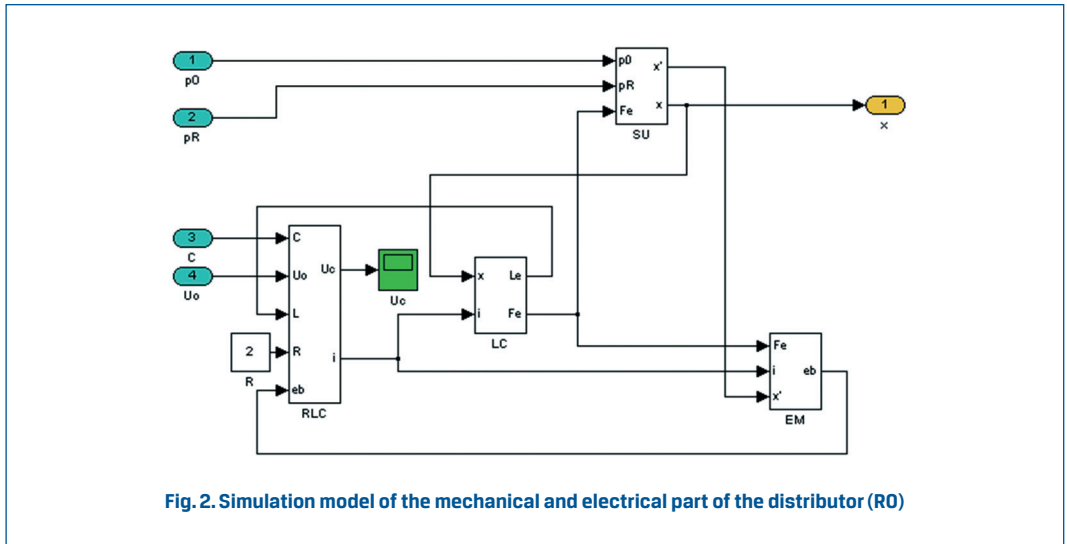 1
p0
2
pR
p0
pR
Fe
x'
x
SU
1
x
3
C
4
Uo
2
R
C
Uo
L
R
eb
Uc
i
RLC
Uc
x
i
Le
Fe
LC
Fe
i
x'
eb
EM
Fig. 2. Simulation model of the mechanical and electrical part of the distributor (RO)